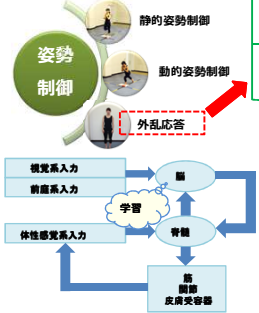 静的姿勢制御
姿勢
制御
動的姿勢制御
外乱応答
視覚系入力
前庭系入力
脳
学習
体性感覚系入力
脊髄
筋
関節
皮膚受容器